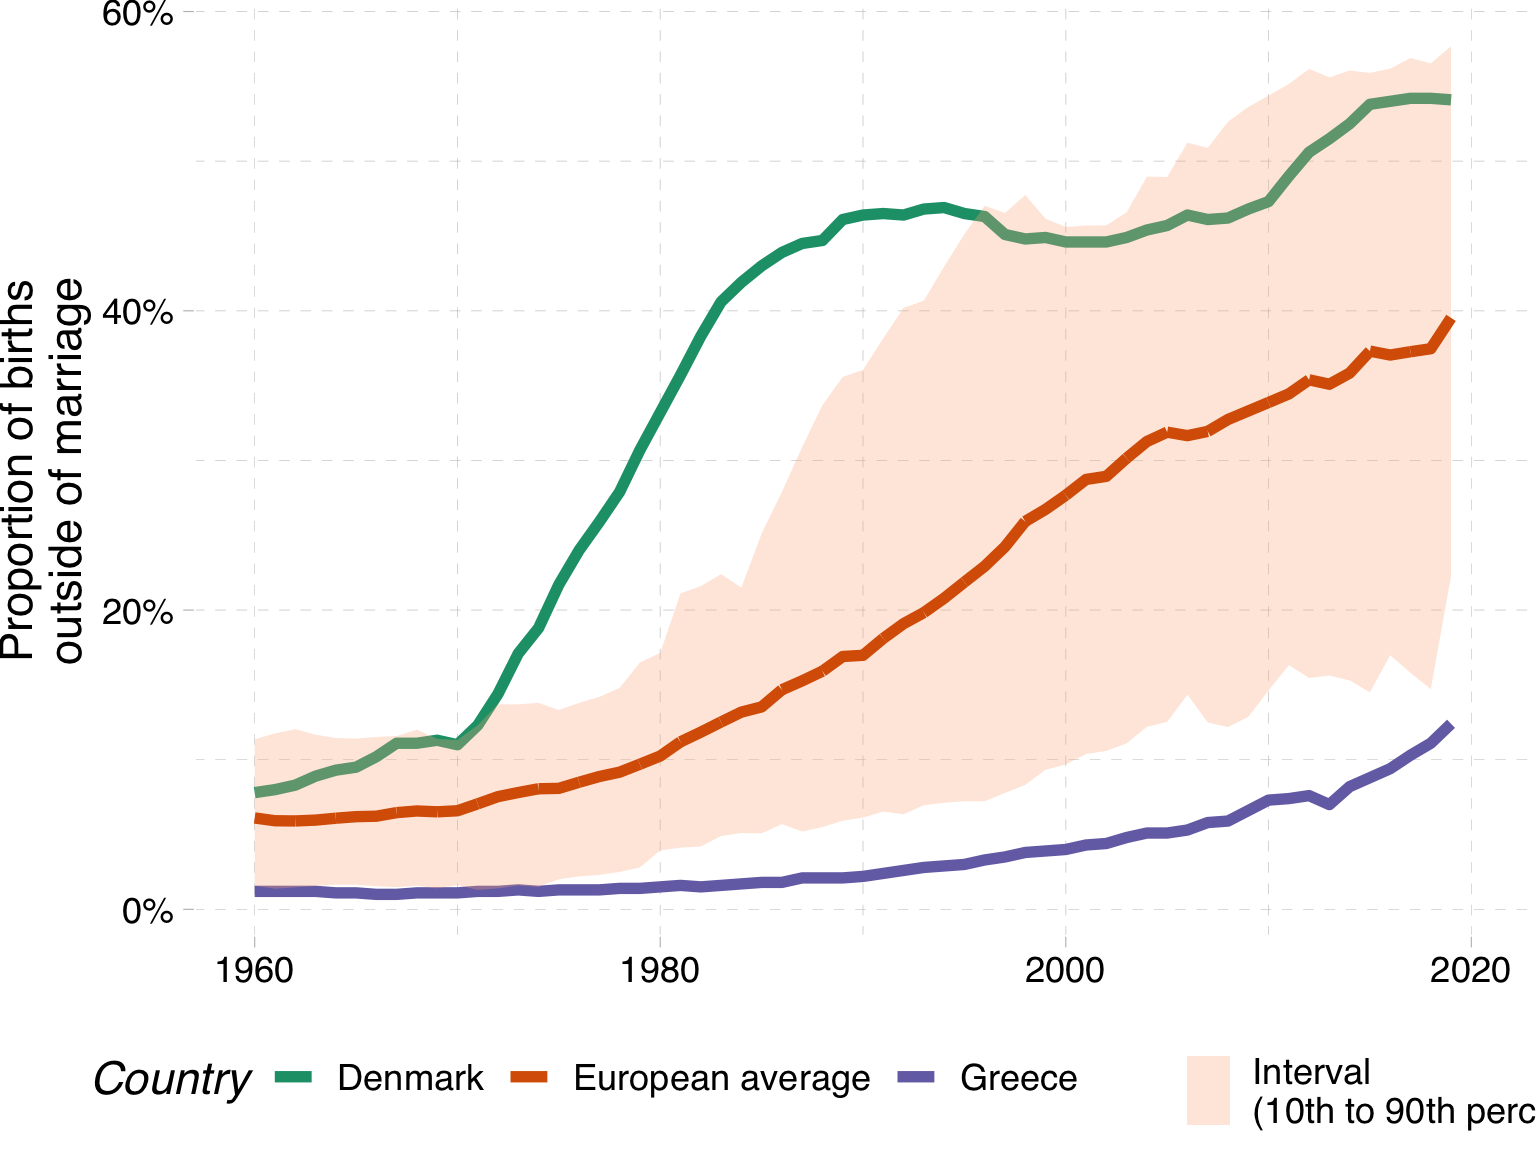 60%
40%
20%
0%
Proportion of births
outside of marriage
1960 1980 2000 2020
Country Denmark European average Greece
Interval
(10th to 90th perc